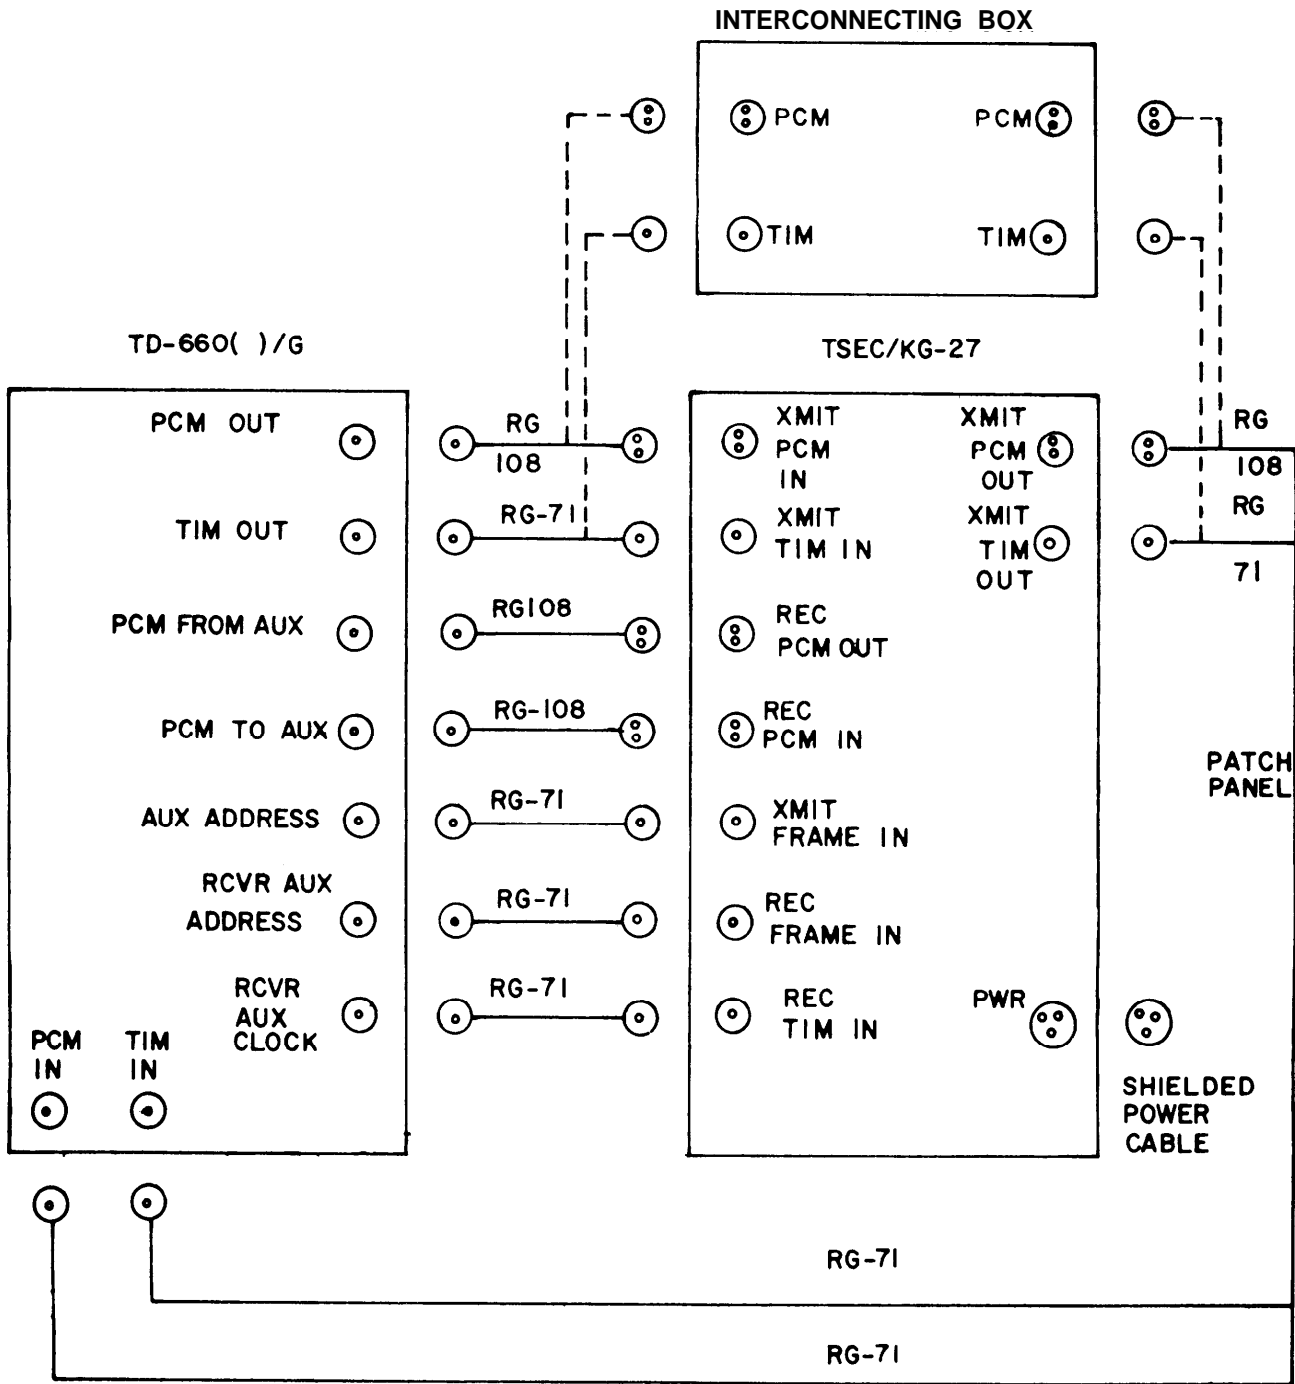 INTERCONNECTING BOX
PCM
PCM
TIM
TIM
TD-660( )/G
TSEC/KG-27
PCM OUT
RG
108
XMIT
PCM
IN
XMIT
PCM
OUT
RG
108
TIM OUT
RG-71
XMIT
TIM IN
XMIT
TIM
OUT
RG
71
PCM FROM AUX
RG108
REC
PCM OUT
PCM TO AUX
RG-108
REC
PCM IN
PATCH
PANEL
AUX ADDRESS
RG-71
XMIT
FRAME IN
RCVR AUX
ADDRESS
RG-71
REC
FRAME IN
RCVR
AUX
CLOCK
RG-71
REC
TIM IN
PWR
PCM
IN
TIM
IN
SHIELDED
POWER
CABLE
RG-71
RG-71